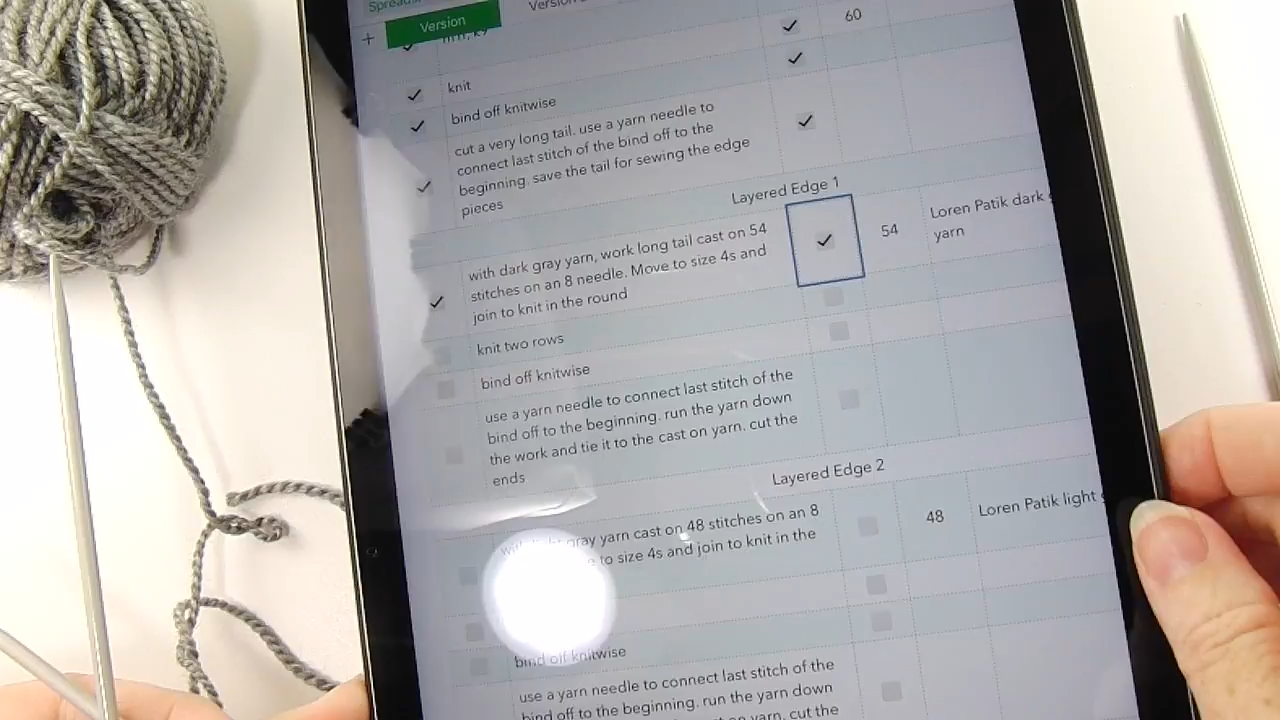 Version
60
knit
bind off knitwise
cut a very long tail. use a yarn needle to
connect last stitch of the bind off to the
beginning. save the tail for sewing the edge
pieces
Layered Edge 1
with dark gray yarn, work long tail cast on 54
stitches on an 8 needle. Move to size 4s and
join to knit in the round
54
Loren Patik dark
yarn
knit two rows
bind off knitwise
use a yarn needle to connect last stitch of the
bind off to the beginning. run the yarn down
the work and tie it to the cast on yarn. cut the
ends
Layered Edge 2
gray yarn cast on 48 stitches on an 8
to size 4s and join to knit in the
48
Loren Patik light
bind off knitwise
use a yarn needle to connect last stitch of the
bind off to the beginning. run the yarn down
on yarn. cut the